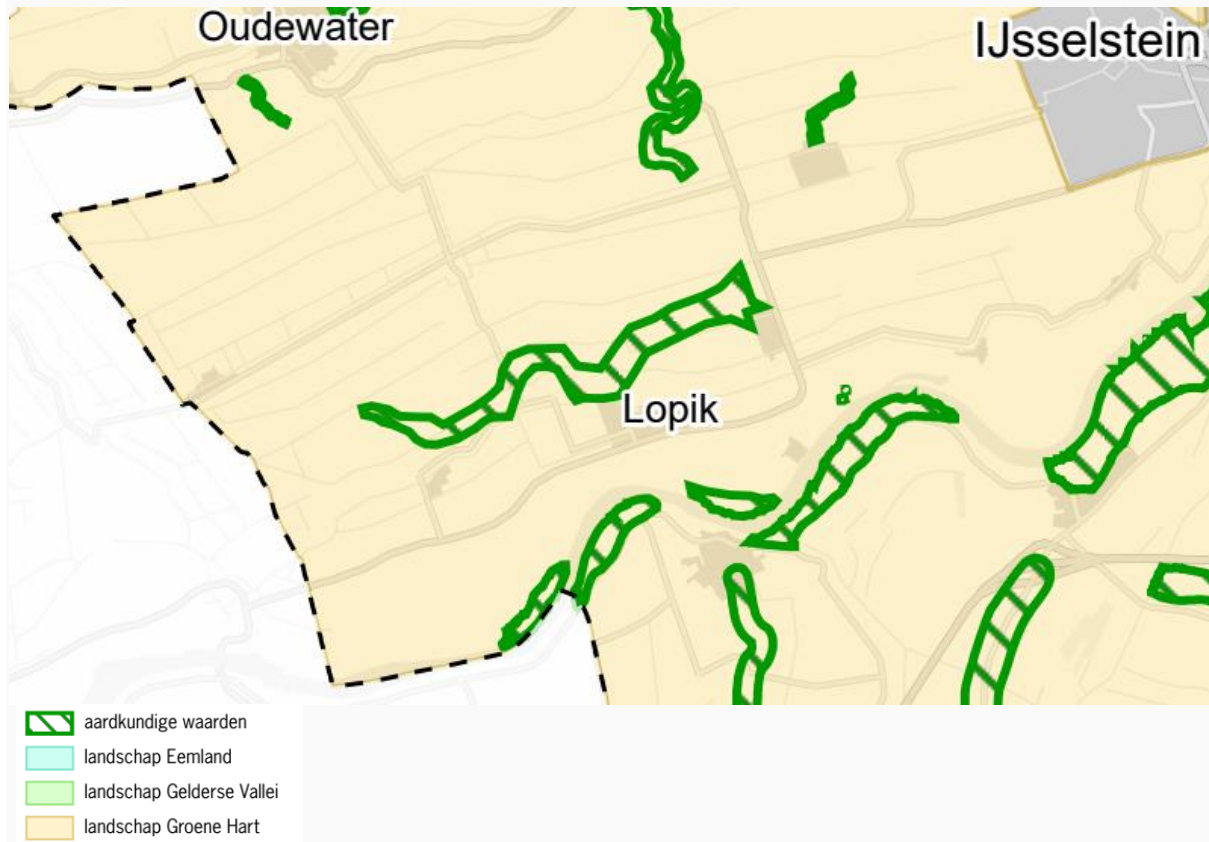 Oudewater
IJsselstein
Lopik
aardkundige waarden
landschap Eemland
landschap Gelderse Vallei
landschap Groene Hart